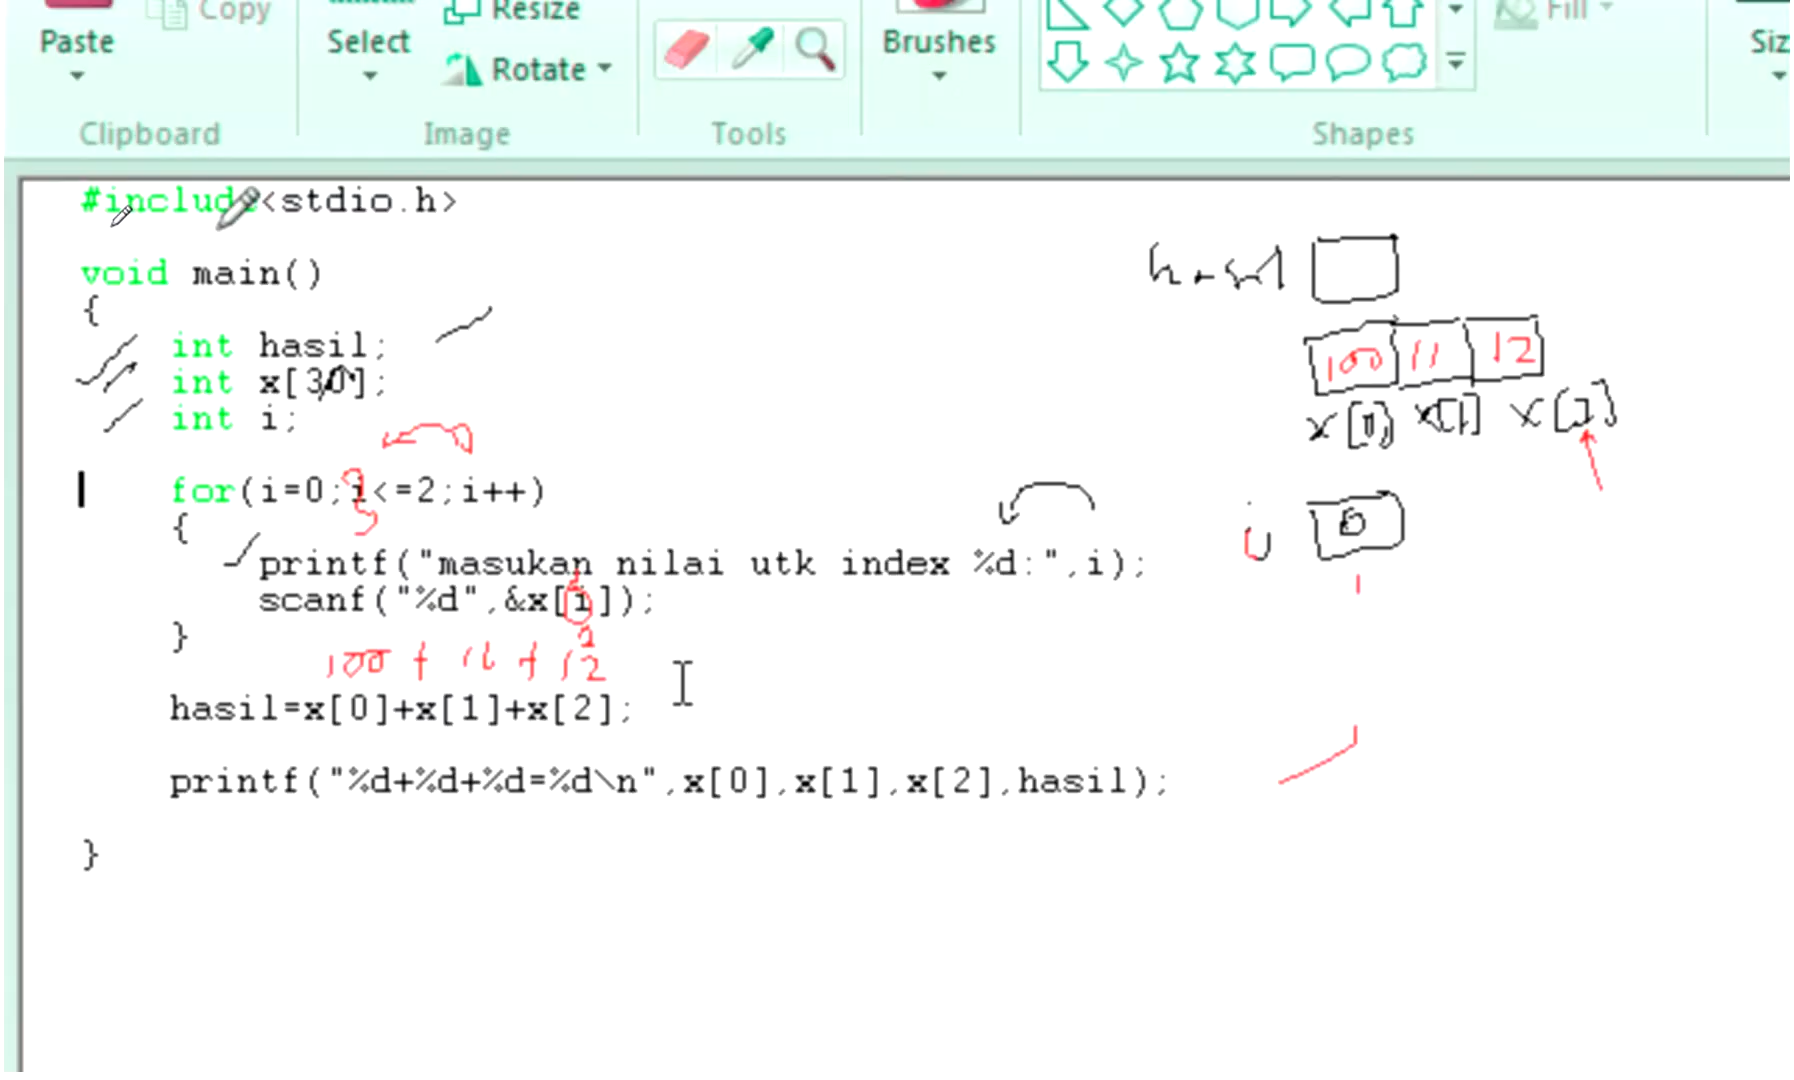 Paste
Copy
Select
Resize
Rotate
Brushes
Fill
Clipboard
Image
Tools
Shapes
#include<stdio.h>
void main()
{
int hasil;
int x[30];
int i;
for(i=0;i<=2;i++)
{
printf("masukan nilai utk index %d:",i);
scanf("%d",&x[i]);
}
100 + 11 + 12
hasil=x[0]+x[1]+x[2];
printf("%d+%d+%d=%d\n",x[0],x[1],x[2],hasil);
}
hasil
100 11 12
x[0] x[1] x[2]
i